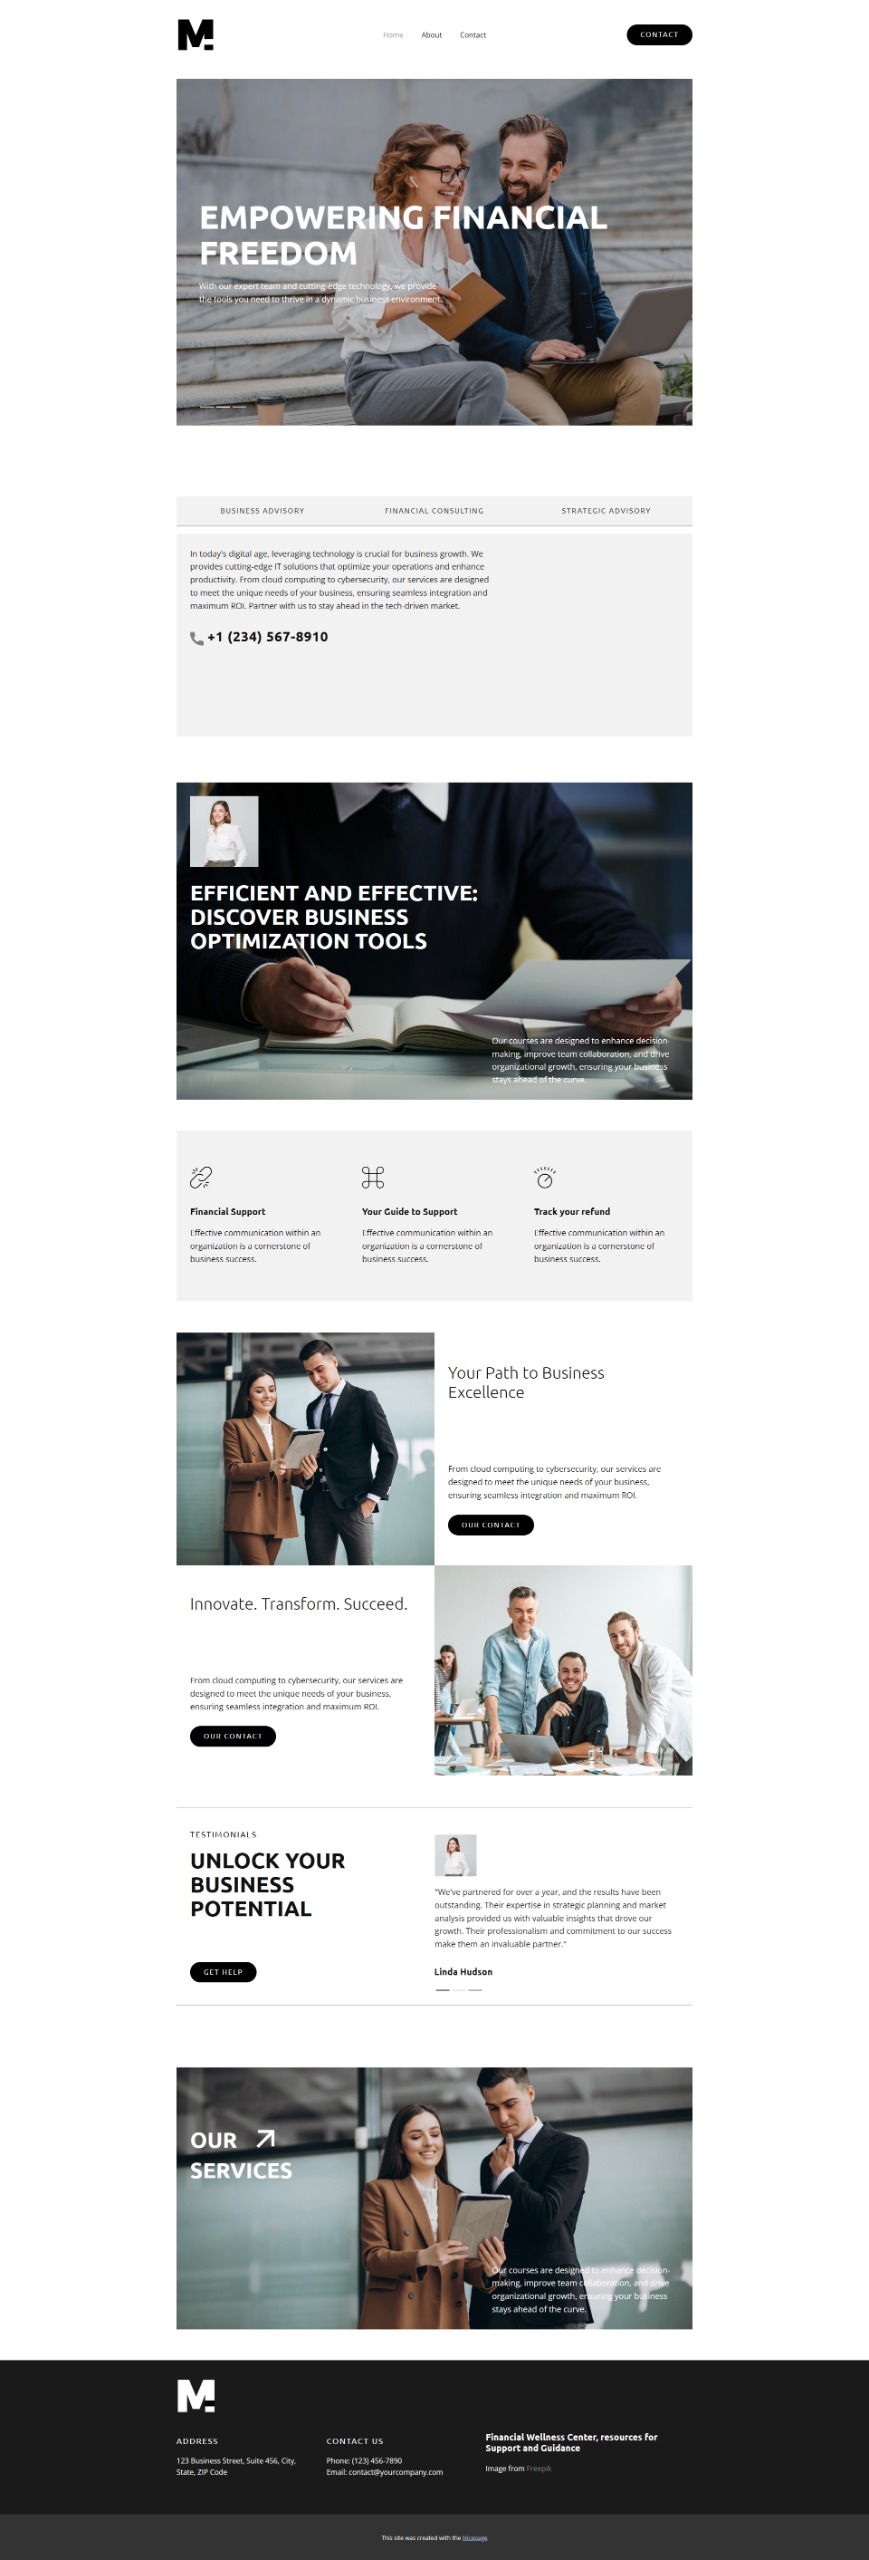 M
Home About Contact
CONTACT
EMPOWERING FINANCIAL
FREEDOM
With our expert team and cutting-edge technology, we provide
the tools you need to thrive in a dynamic business environment.
BUSINESS ADVISORY FINANCIAL CONSULTING STRATEGIC ADVISORY
In today's digital age, leveraging technology is crucial for business growth. We
provides cutting-edge IT solutions that optimize your operations and enhance
productivity. From cloud computing to cybersecurity, our services are designed
to meet the unique needs of your business, ensuring seamless integration and
maximum ROI. Partner with us to stay ahead in the tech-driven market.
+1 (234) 567-8910
EFFICIENT AND EFFECTIVE:
DISCOVER BUSINESS
OPTIMIZATION TOOLS
Our courses are designed to enhance decision-
making, improve team collaboration, and drive
organizational growth, ensuring your business
stays ahead of the curve.
Financial Support
Effective communication within an
organization is a cornerstone of
business success.
Your Guide to Support
Effective communication within an
organization is a cornerstone of
business success.
Track your refund
Effective communication within an
organization is a cornerstone of
business success.
Your Path to Business
Excellence
From cloud computing to cybersecurity, our services are
designed to meet the unique needs of your business,
ensuring seamless integration and maximum ROI.
OUR CONTACT
Innovate. Transform. Succeed.
From cloud computing to cybersecurity, our services are
designed to meet the unique needs of your business,
ensuring seamless integration and maximum ROI.
OUR CONTACT
TESTIMONIALS
UNLOCK YOUR
BUSINESS
POTENTIAL
GET HELP
"We've partnered for over a year, and the results have been
outstanding. Their expertise in strategic planning and market
analysis provided us with valuable insights that drove our
growth. Their professionalism and commitment to our success
make them an invaluable partner."
Linda Hudson
OUR
SERVICES
Our courses are designed to enhance decision-
making, improve team collaboration, and drive
organizational growth, ensuring your business
stays ahead of the curve.
M
ADDRESS
123 Business Street, Suite 456, City,
State, ZIP Code
CONTACT US
Phone: (123) 456-7890
Email: contact@yourcompany.com
Financial Wellness Center, resources for
Support and Guidance
Image from Freepik
This site was created with the Nicepage